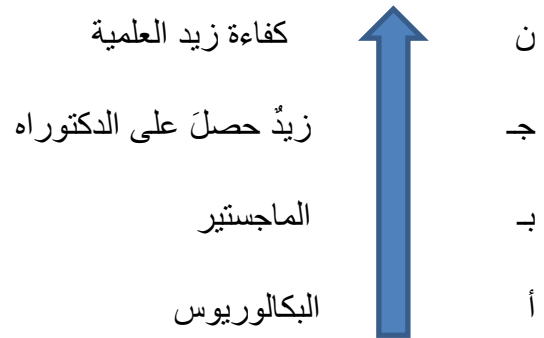 ن كفاءة زيد العلمية
جـ زيدٌ حصلَ على الدكتوراه
بـ الماجستير
أ البكالوريوس